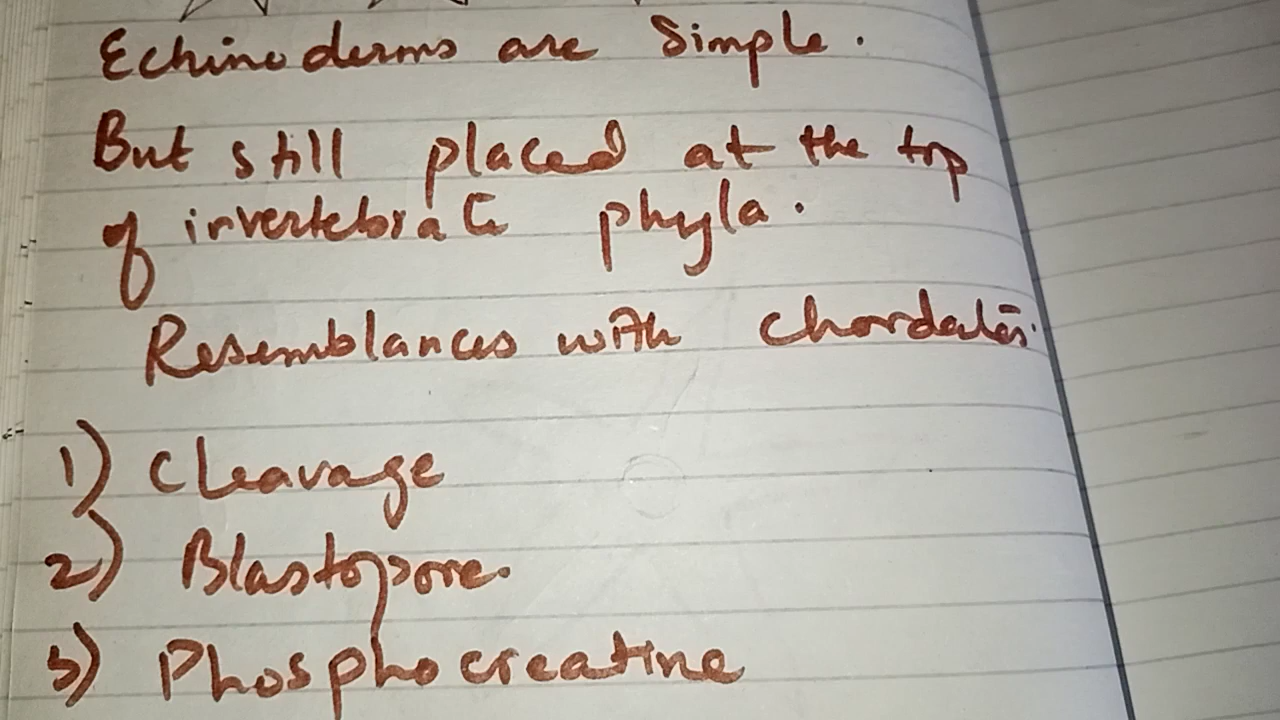 Echinoderms are Simple.
But still placed at the top
of invertebrate phyla.
Resemblances with chordates.
1) Cleavage
2) Blastopore.
3) Phosphocreatine